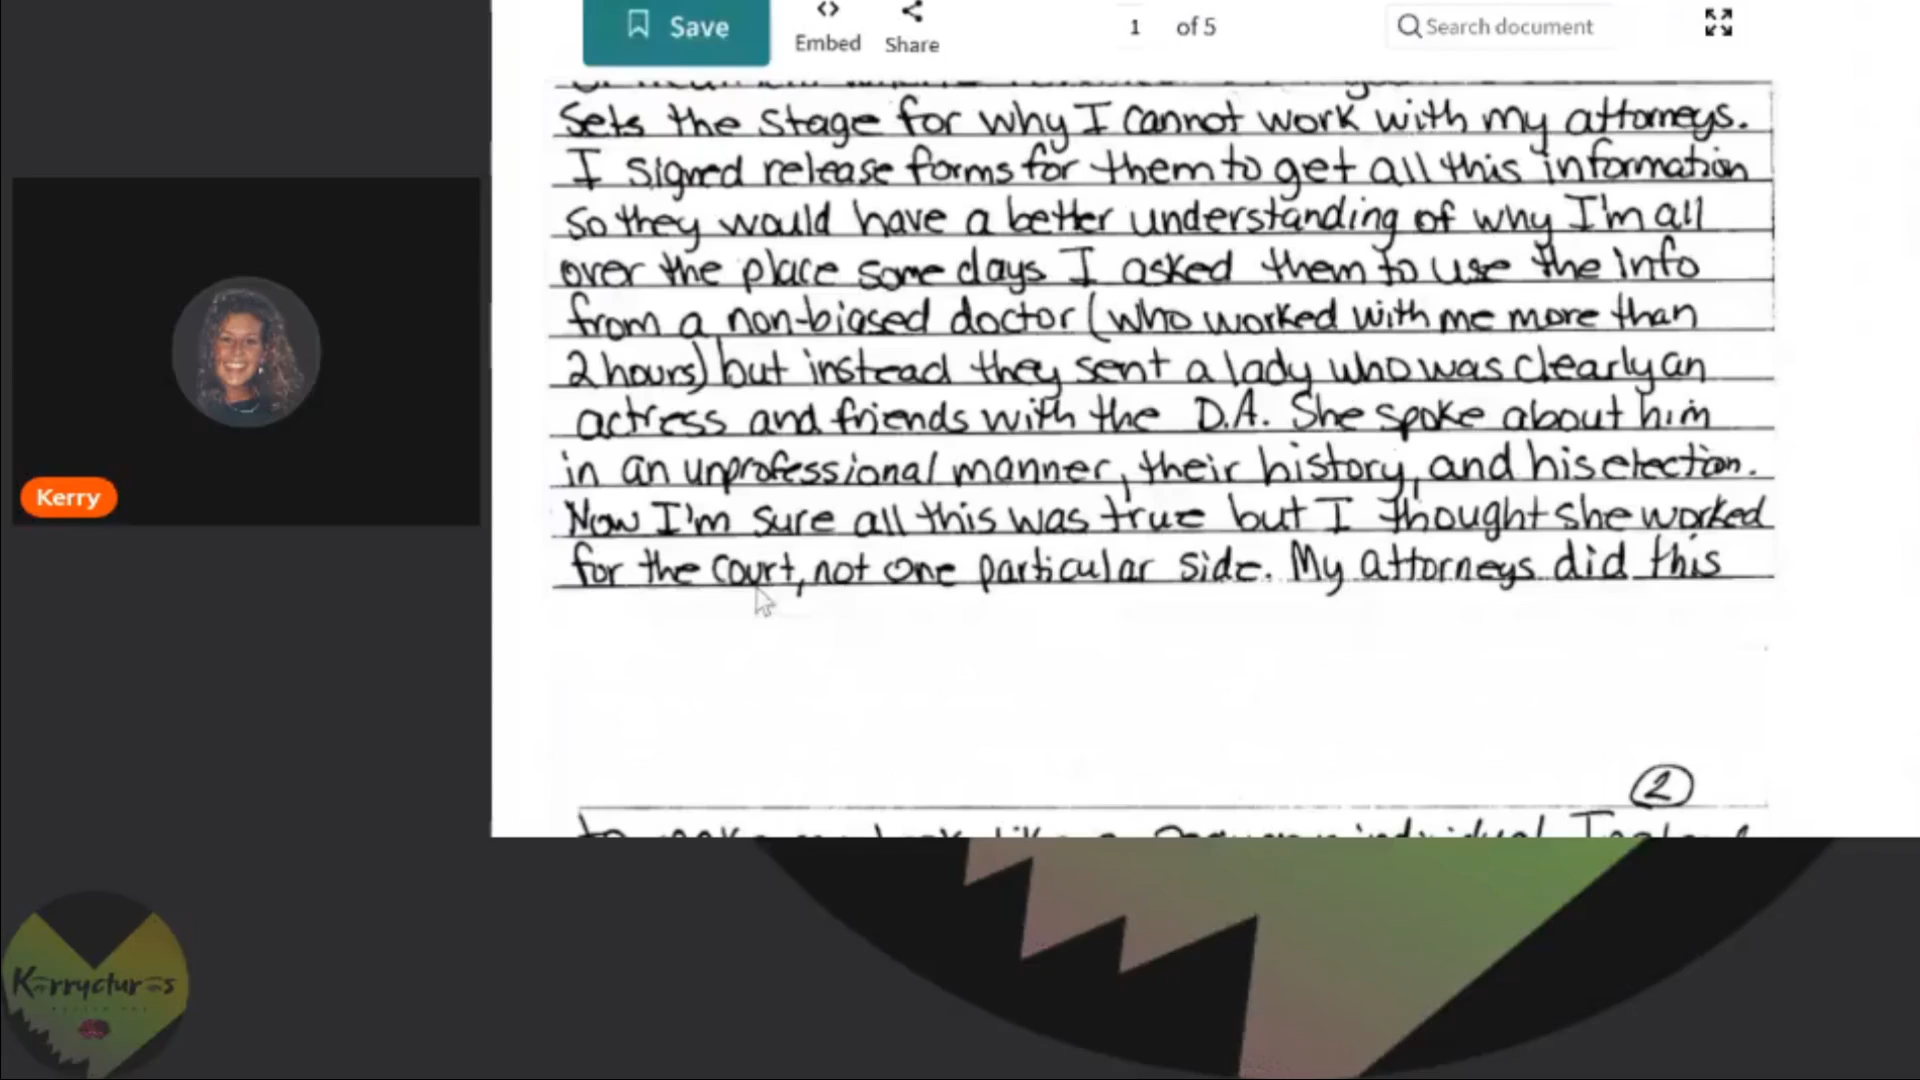 Save
Embed
Share
1 of 5
Search document
Sets the stage for why I cannot work with my attorneys.
I signed release forms for them to get all this information
so they would have a better understanding of why I'm all
over the place some days I asked them to use the info
from a non-biased doctor (who worked with me more than
2 hours) but instead they sent a lady who was clearly an
actress and friends with the D.A. She spoke about him
in an unprofessional manner, their history, and his election.
Now I'm sure all this was true but I thought she worked
for the court, not one particular side. My attorneys did this
2
look like a individual
Kerry
Kerryctures